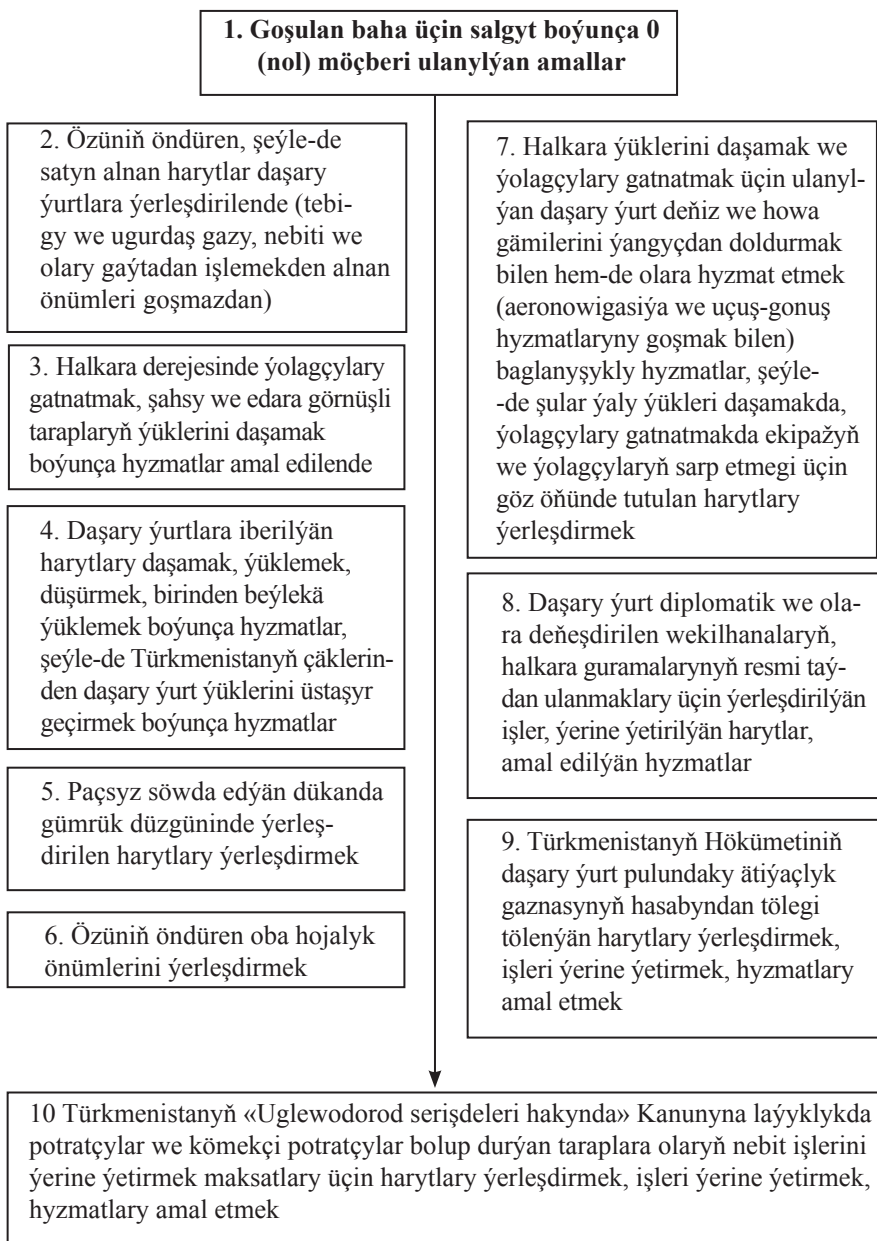 1. Goşulan baha üçin salgyt boýunça 0
(nol) möçberi ulanylýan amallar
2. Özüniň öndüren, şeýle-de
satyn alnan harytlar daşary
ýurtlara ýerleşdirilende (tebi-
gy we ugurdaş gazy, nebiti we
olary gaýtadan işlemekden alnan
önümleri goşmazdan)
3. Halkara derejesinde ýolagçylary
gatnatmak, şahsy we edara görnüşli
taraplaryň ýüklerini daşamak
boýunça hyzmatlar amal edilende
4. Daşary ýurtlara iberilýän
harytlary daşamak, ýüklemek,
düşürmek, birinden beýlekä
ýüklemek boýunça hyzmatlar,
şeýle-de Türkmenistanyň çäklerin-
den daşary ýurt ýüklerini üstaşyr
geçirmek boýunça hyzmatlar
5. Paçsyz söwda edýän dükanda
gümrük düzgüninde ýerleş-
dirilen harytlary ýerleşdirmek
6. Özüniň öndüren oba hojalyk
önümlerini ýerleşdirmek
7. Halkara ýüklerini daşamak we
ýolagçylary gatnatmak üçin ulanyl-
ýan daşary ýurt deňiz we howa
gämilerini ýangyçdan doldurmak
bilen hem-de olara hyzmat etmek
(aeronowigasiýa we uçuş-gonuş
hyzmatlaryny goşmak bilen)
baglanyşykly hyzmatlar, şeýle-
-de şular ýaly ýükleri daşamakda,
ýolagçylary gatnatmakda ekipažyň
we ýolagçylaryň sarp etmegi üçin
göz öňünde tutulan harytlary
ýerleşdirmek
8. Daşary ýurt diplomatik we ola-
ra deňeşdirilen wekilhanalaryň,
halkara guramalarynyň resmi taý-
dan ulanmaklary üçin ýerleşdirilýän
işler, ýerine ýetirilýän harytlar,
amal edilýän hyzmatlar
9. Türkmenistanyň Hökümetiniň
daşary ýurt pulundaky ätiýaçlyk
gaznasynyň hasabyndan tölegi
tölenýän harytlary ýerleşdirmek,
işleri ýerine ýetirmek, hyzmatlary
amal etmek
10 Türkmenistanyň «Uglewodorod serişdeleri hakynda» Kanunyna laýyklykda
potratçylar we kömekçi potratçylar bolup durýan taraplara olaryň nebit işlerini
ýerine ýetirmek maksatlary üçin harytlary ýerleşdirmek, işleri ýerine ýetirmek,
hyzmatlary amal etmek